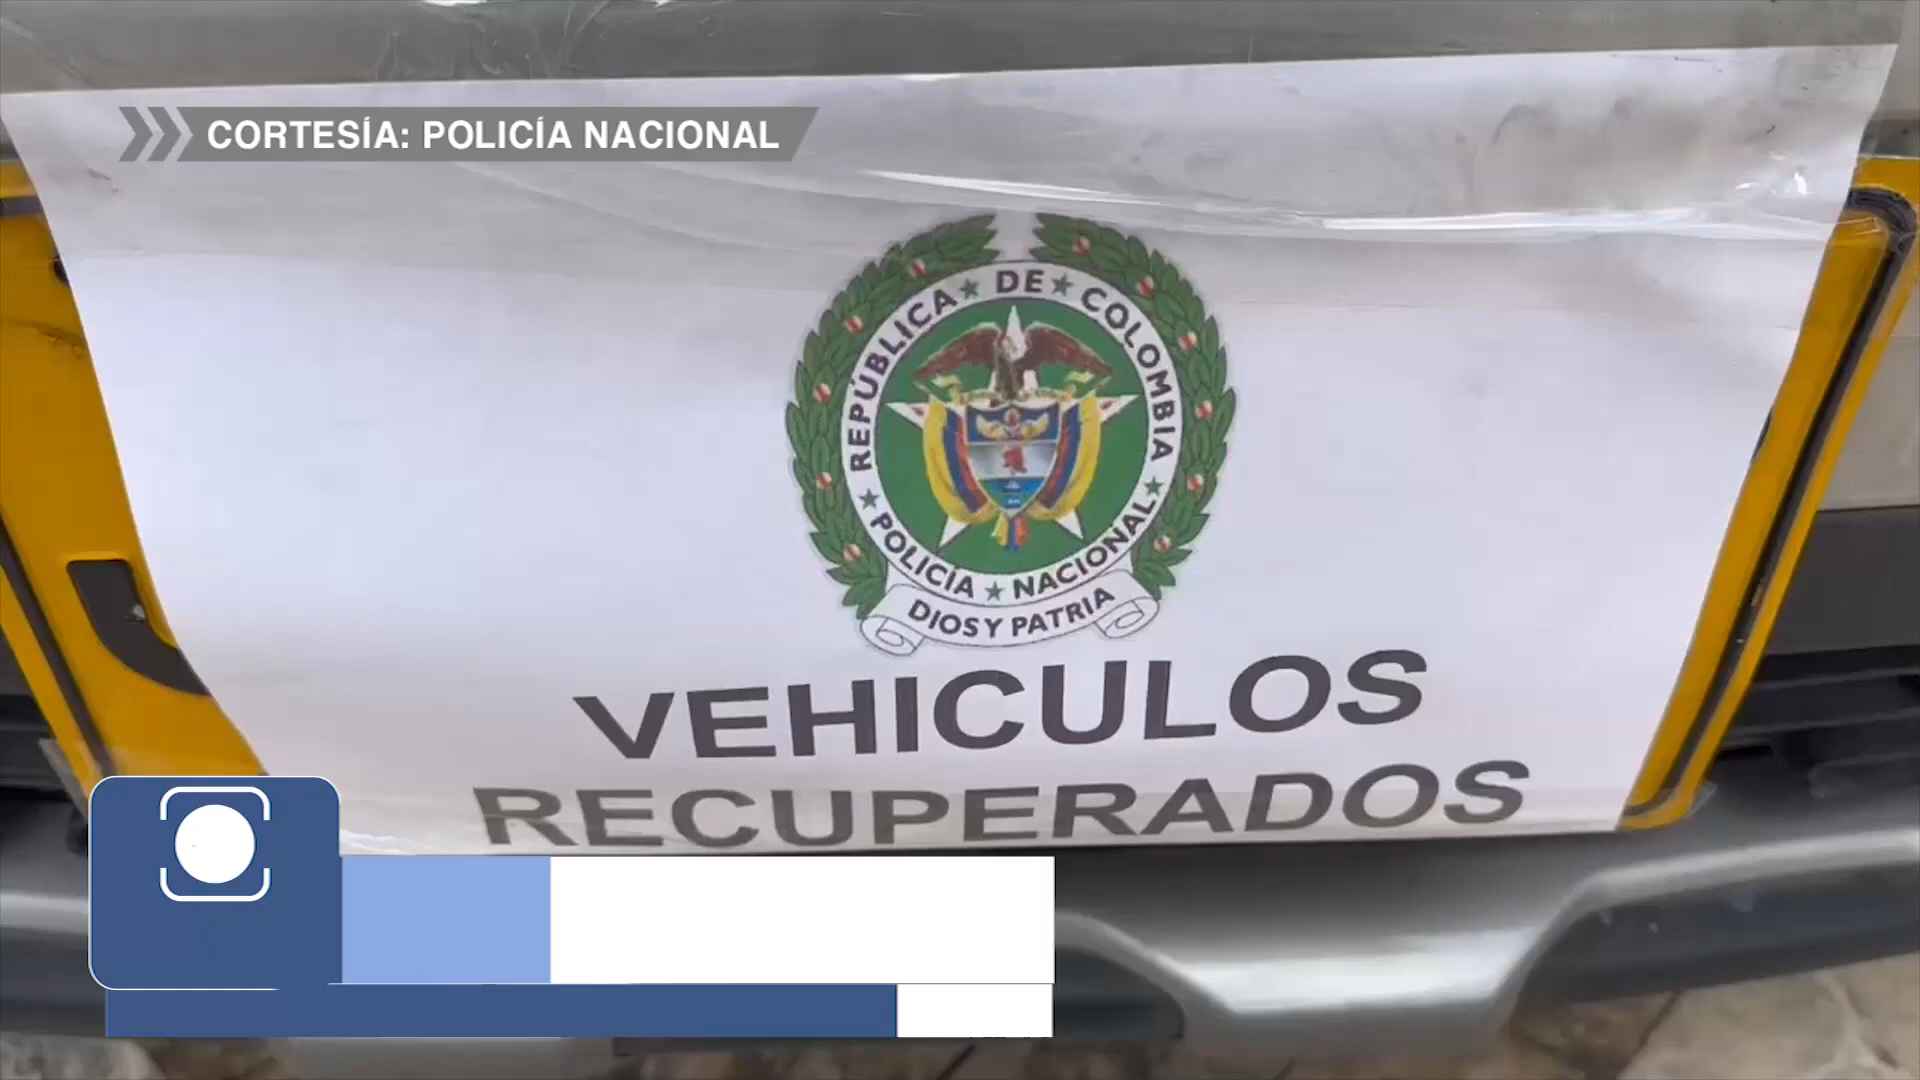 CORTESÍA: POLICÍA NACIONAL
REPÚBLICA DE COLOMBIA
POLICÍA NACIONAL
DIOS Y PATRIA
VEHICULOS
RECUPERADOS